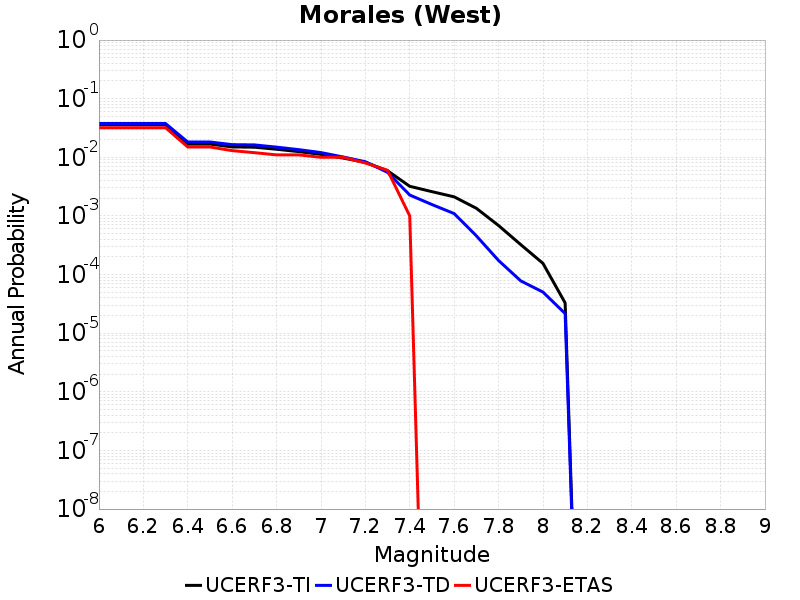 Morales (West)
10^0
10^-1
10^-2
10^-3
10^-4
10^-5
10^-6
10^-7
10^-8
Annual Probability
6 6.2 6.4 6.6 6.8 7 7.2 7.4 7.6 7.8 8 8.2 8.4 8.6 8.8 9
Magnitude
UCERF3-TI UCERF3-TD UCERF3-ETAS